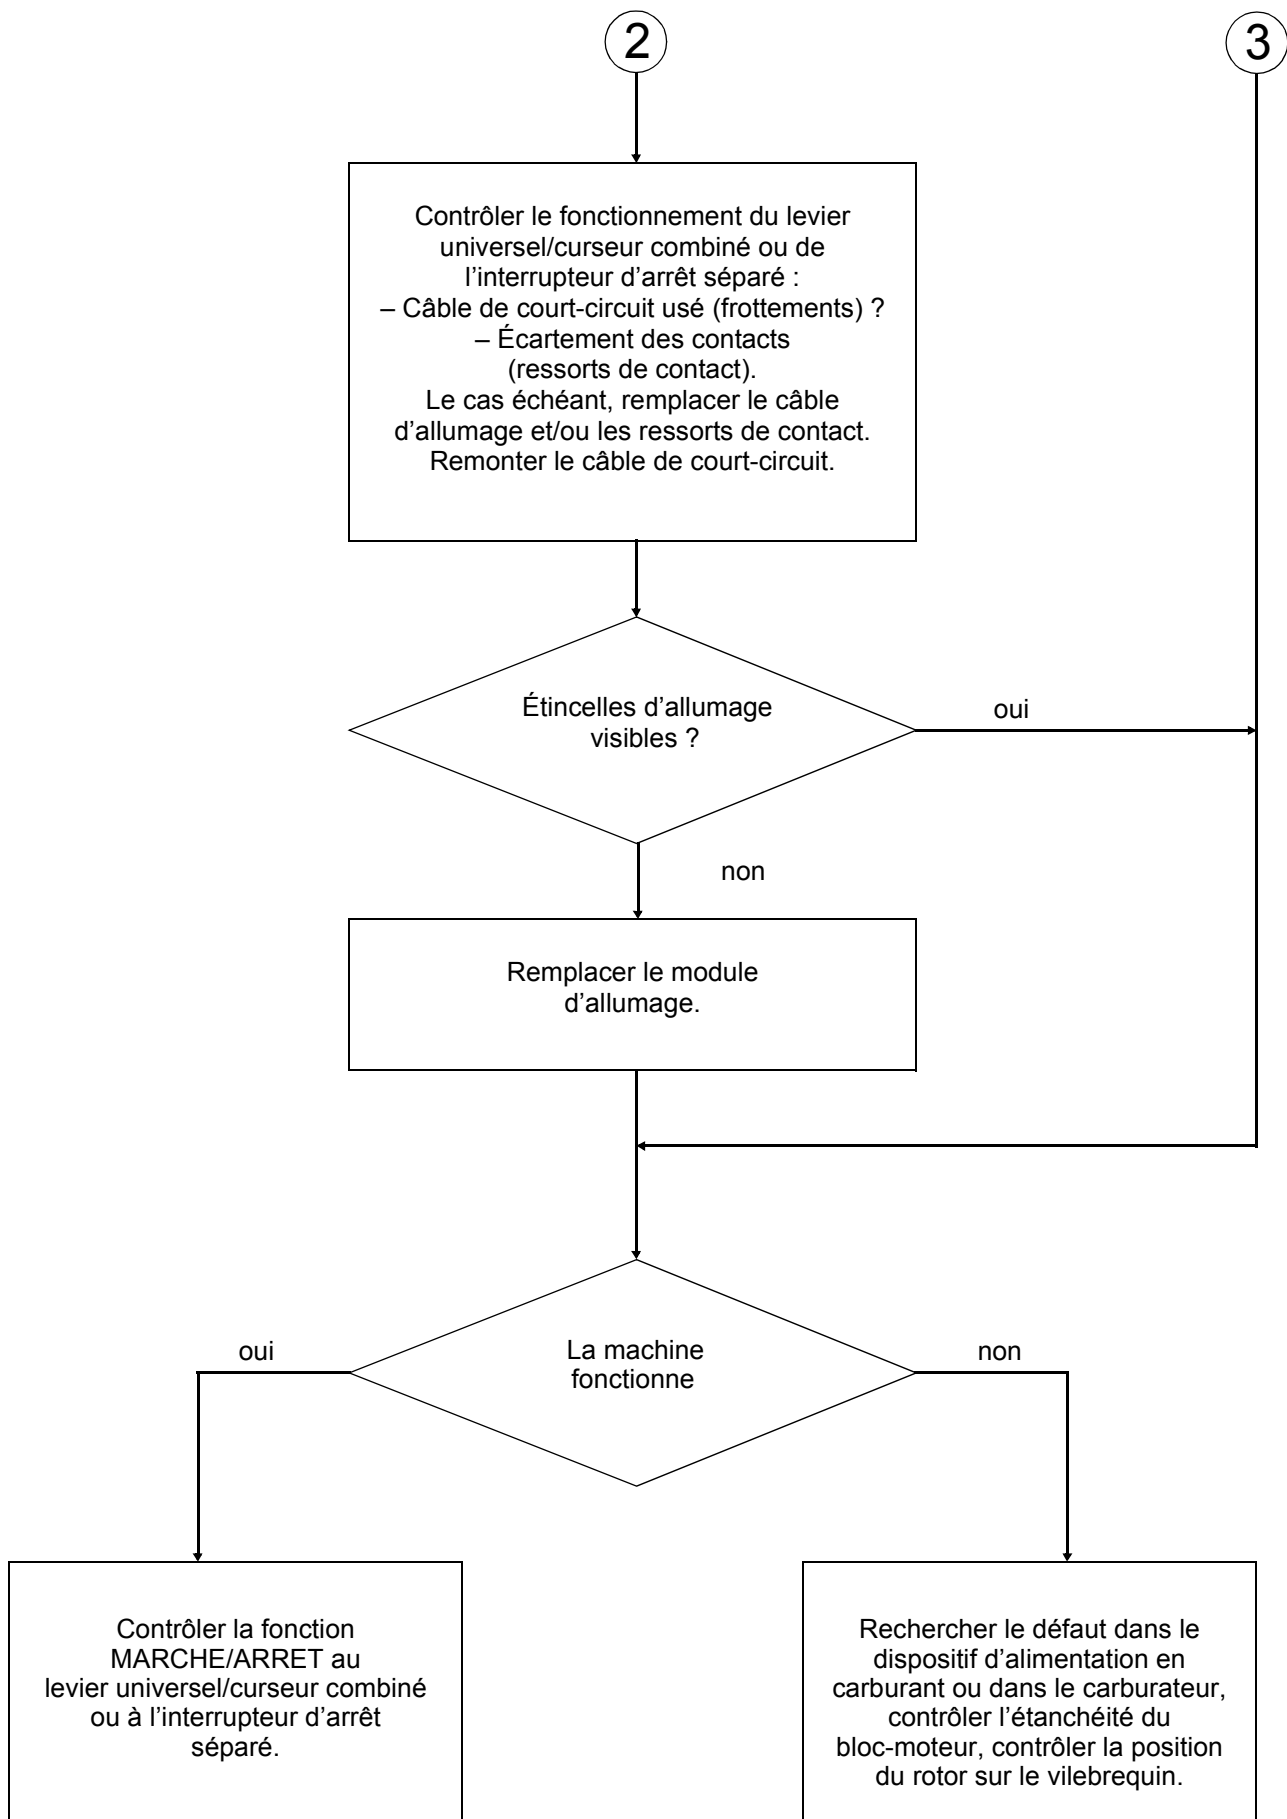 2
3
Contrôler le fonctionnement du levier
universel/curseur combiné ou de
l’interrupteur d’arrêt séparé :
– Câble de court-circuit usé (frottements) ?
– Écartement des contacts
(ressorts de contact).
Le cas échéant, remplacer le câble
d’allumage et/ou les ressorts de contact.
Remonter le câble de court-circuit.
Étincelles d’allumage
visibles ?
oui
non
Remplacer le module
d’allumage.
oui
La machine
fonctionne
non
Contrôler la fonction
MARCHE/ARRET au
levier universel/curseur combiné
ou à l’interrupteur d’arrêt
séparé.
Rechercher le défaut dans le
dispositif d’alimentation en
carburant ou dans le carburateur,
contrôler l’étanchéité du
bloc-moteur, contrôler la position
du rotor sur le vilebrequin.